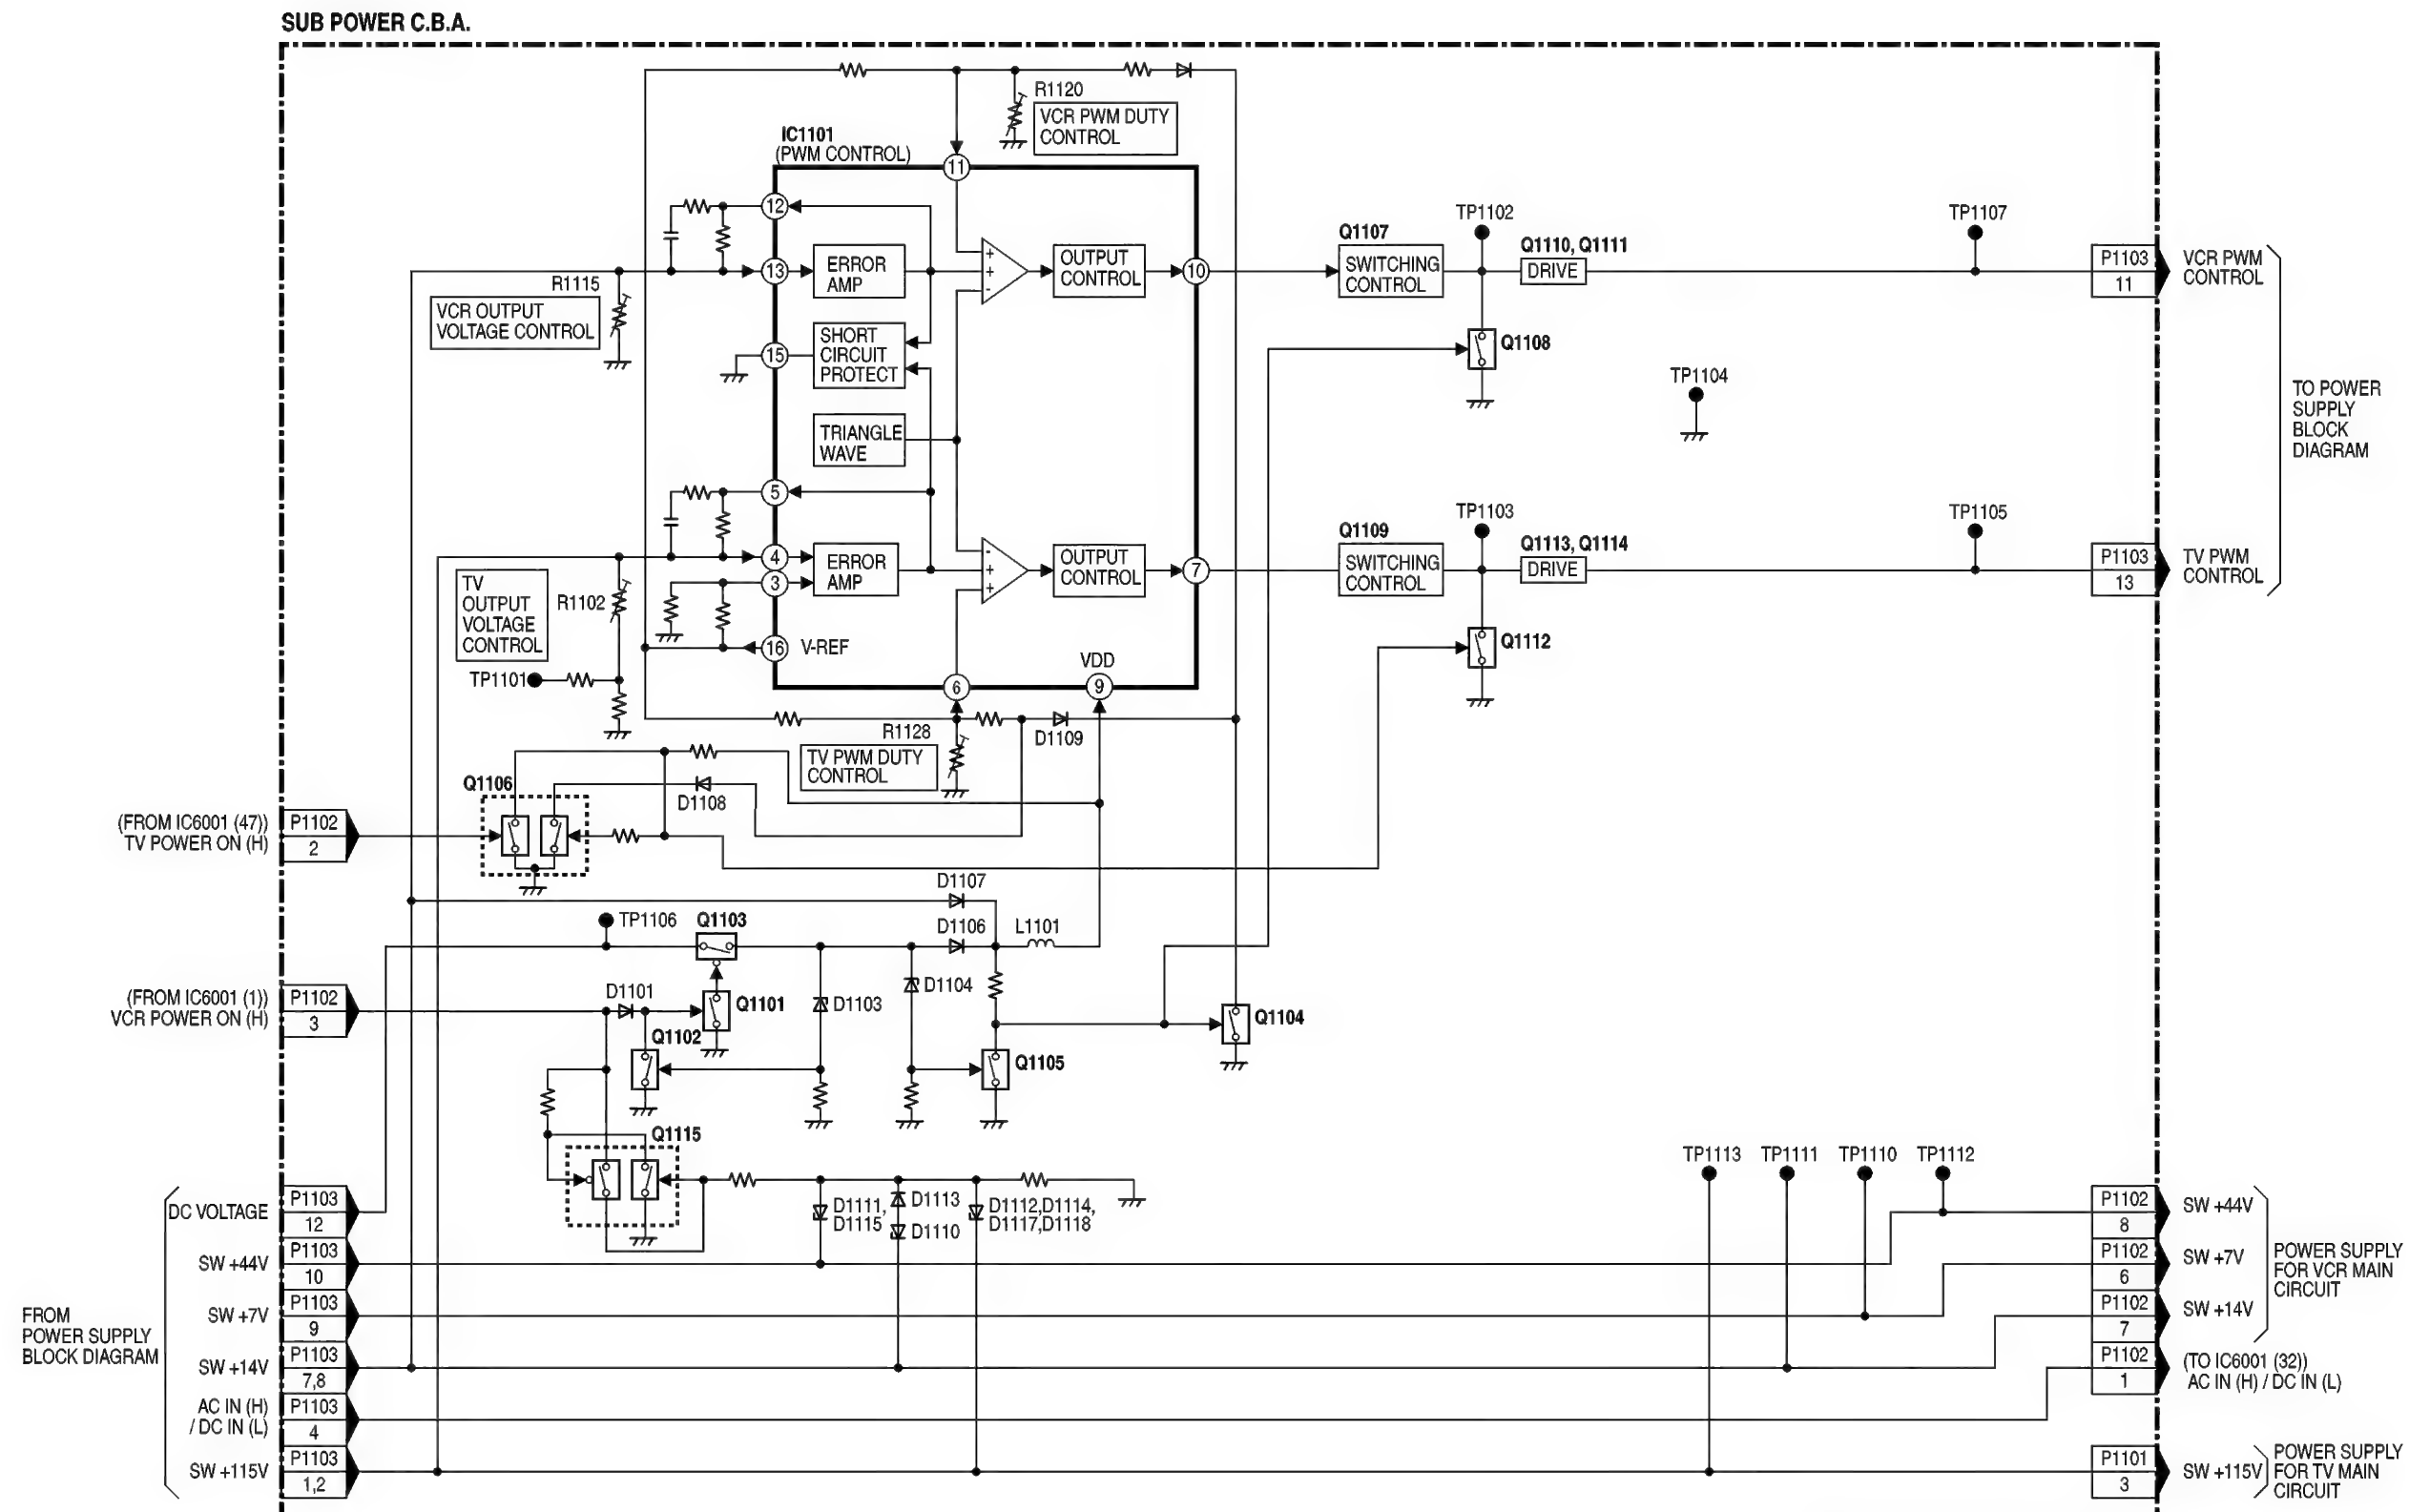 SUB POWER C.B.A.
R1120
VCR PWM DUTY
CONTROL
IC1101
(PWM CONTROL)
11
12
13
ERROR
AMP
+
+
-
OUTPUT
CONTROL
10
Q1107
SWITCHING
CONTROL
TP1102
Q1110, Q1111
DRIVE
TP1107
P1103
11
VCR PWM
CONTROL
R1115
VCR OUTPUT
VOLTAGE CONTROL
15
SHORT
CIRCUIT
PROTECT
Q1108
TP1104
TO POWER
SUPPLY
BLOCK
DIAGRAM
TRIANGLE
WAVE
5
4
3
ERROR
AMP
-
+
+
OUTPUT
CONTROL
7
Q1109
SWITCHING
CONTROL
TP1103
Q1113, Q1114
DRIVE
TP1105
P1103
13
TV PWM
CONTROL
TV
OUTPUT
VOLTAGE
CONTROL
R1102
16
V-REF
VDD
6
9
Q1112
TP1101
R1128
TV PWM DUTY
CONTROL
D1109
Q1106
D1108
(FROM IC6001 (47))
TV POWER ON (H)
P1102
2
D1107
TP1106
Q1103
D1106
L1101
(FROM IC6001 (1))
VCR POWER ON (H)
P1102
3
D1101
Q1101
D1103
D1104
Q1104
Q1102
Q1105
Q1115
D1111,
D1115
D1113
D1110
D1112,D1114,
D1117,D1118
TP1113
TP1111
TP1110
TP1112
FROM
POWER SUPPLY
BLOCK DIAGRAM
DC VOLTAGE
P1103
12
SW +44V
P1103
10
SW +7V
P1103
9
SW +14V
P1103
7,8
AC IN (H)
/ DC IN (L)
P1103
4
SW +115V
P1103
1,2
P1102
8
SW +44V
P1102
6
SW +7V
P1102
7
SW +14V
POWER SUPPLY
FOR VCR MAIN
CIRCUIT
P1102
1
(TO IC6001 (32))
AC IN (H) / DC IN (L)
P1101
3
SW +115V
POWER SUPPLY
FOR TV MAIN
CIRCUIT